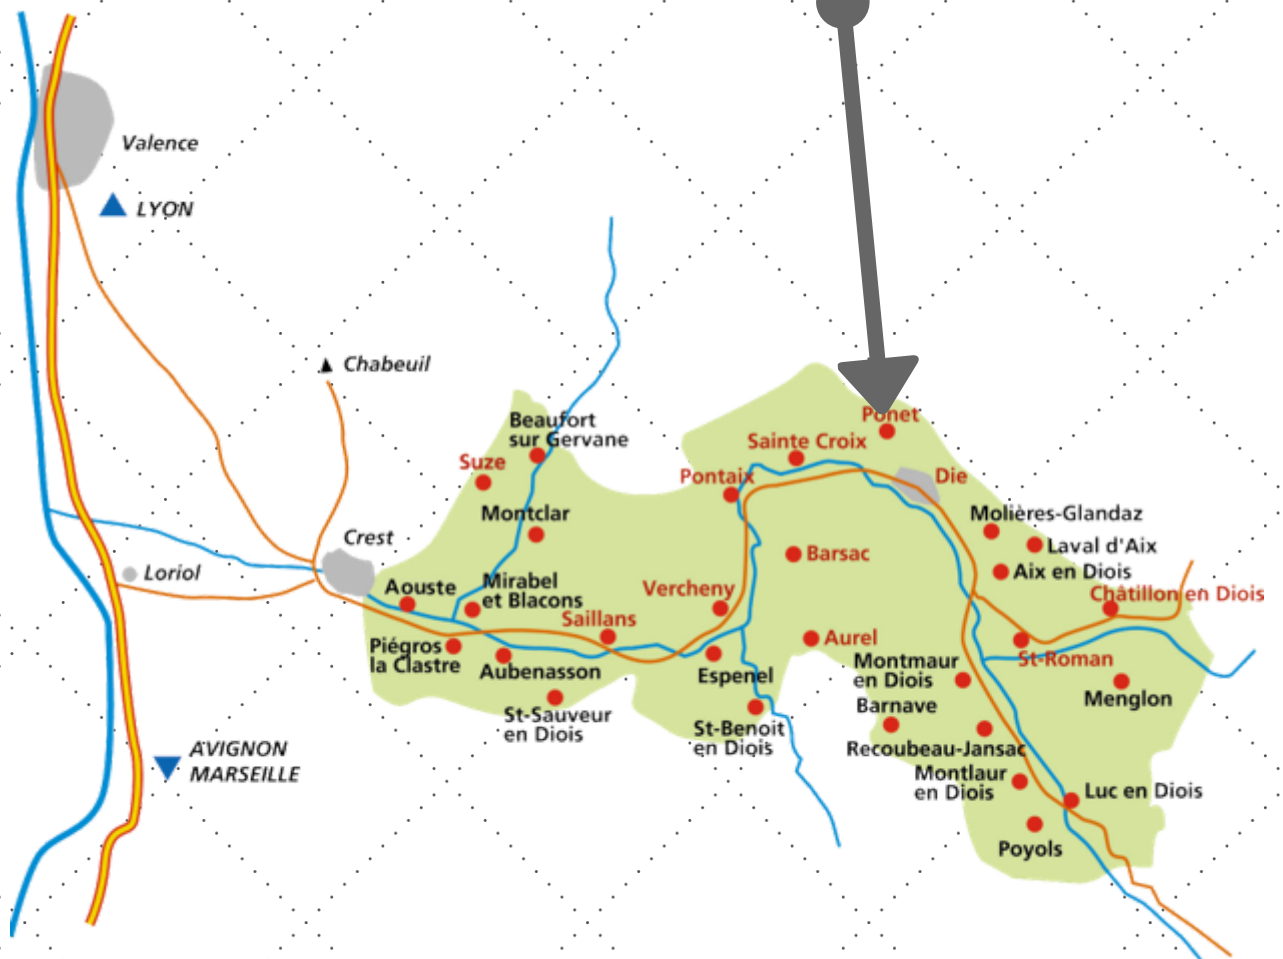 Valence
LYON
Chabeuil
Beaufort
sur Gervane
Ponet
Sainte Croix
Suze
Pontaix
Die
Montclar
Molières-Glandaz
Crest
Laval d'Aix
Barsac
Loriol
Aix en Diois
Aouste
Mirabel
et Blacons
Vercheny
Châtillon en Diois
Saillans
Aurel
Piégros
la Clastre
Aubenasson
Espenel
Montmaur
en Diois
St-Roman
Menglon
St-Sauveur
en Diois
St-Benoit
en Diois
Barnave
Recoubeau-Jansac
AVIGNON
MARSEILLE
Montlaur
en Diois
Luc en Diois
Poyols